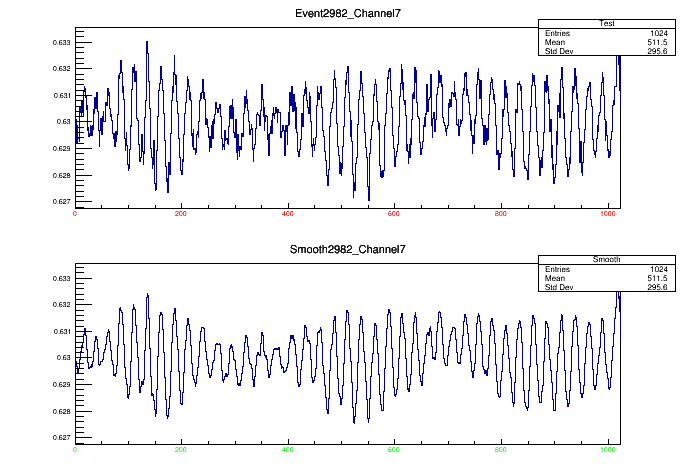 Event2982_Channel7
Test
Entries 1024
Mean 511.5
Std Dev 295.6
0.633
0.632
0.631
0.63
0.629
0.628
0.627
0 200 400 600 800 1000
Smooth2982_Channel7
Smooth
Entries 1024
Mean 511.5
Std Dev 295.6
0.633
0.632
0.631
0.63
0.629
0.628
0.627
0 200 400 600 800 1000